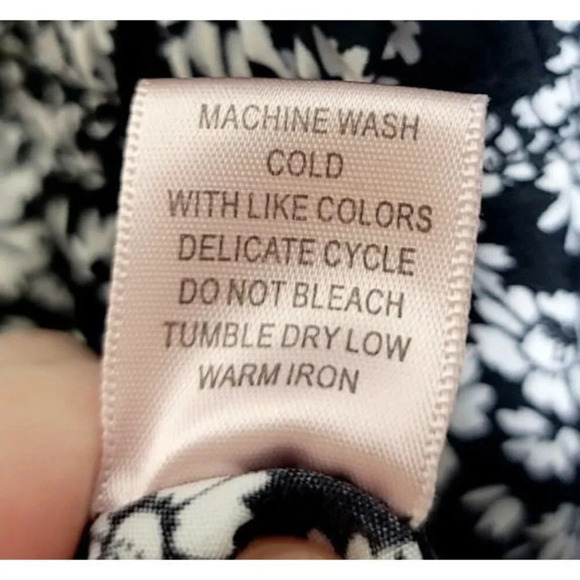 MACHINE WASH
COLD
WITH LIKE COLORS
DELICATE CYCLE
DO NOT BLEACH
TUMBLE DRY LOW
WARM IRON